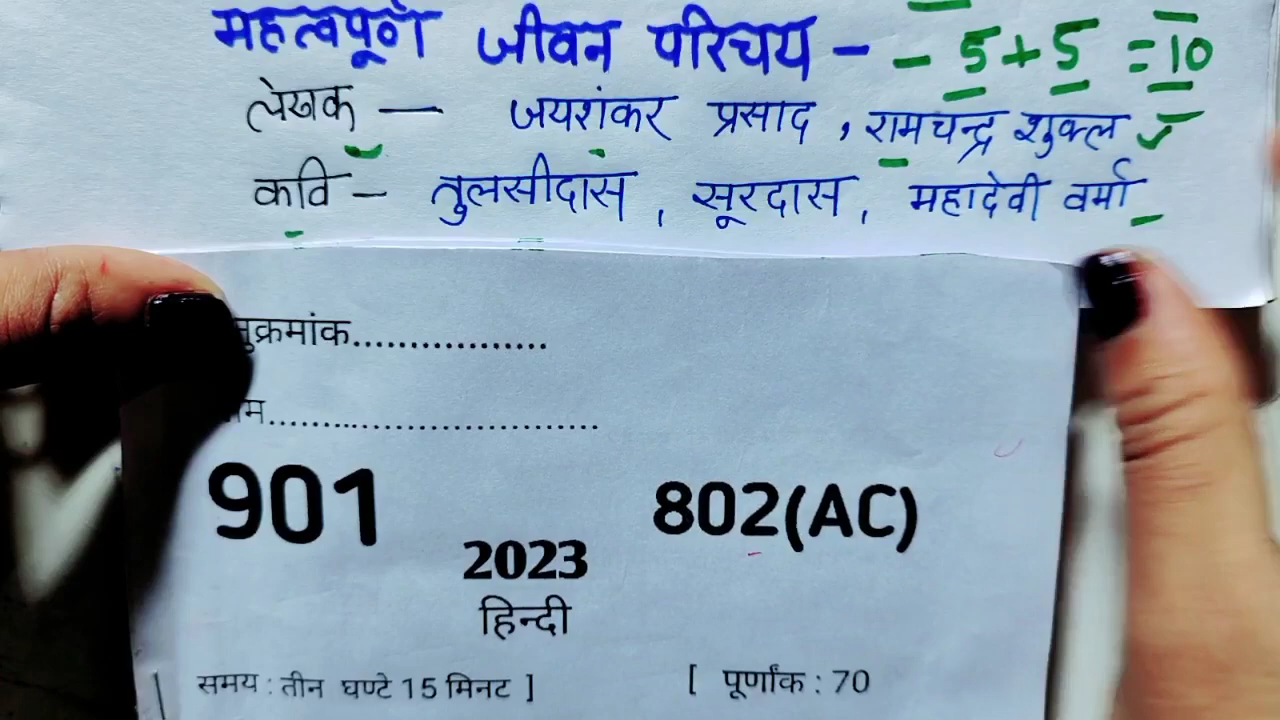 महत्वपूर्ण जीवन परिचय - - 5+5 =10
लेखक — जयशंकर प्रसाद , रामचन्द्र शुक्ल
कवि - तुलसीदास , सूरदास , महादेवी वर्मा
नुक्रमांक..................
म.......................................
901
802(AC)
2023
हिन्दी
समय : तीन घण्टे 15 मिनट ]
[ पूर्णांक : 70